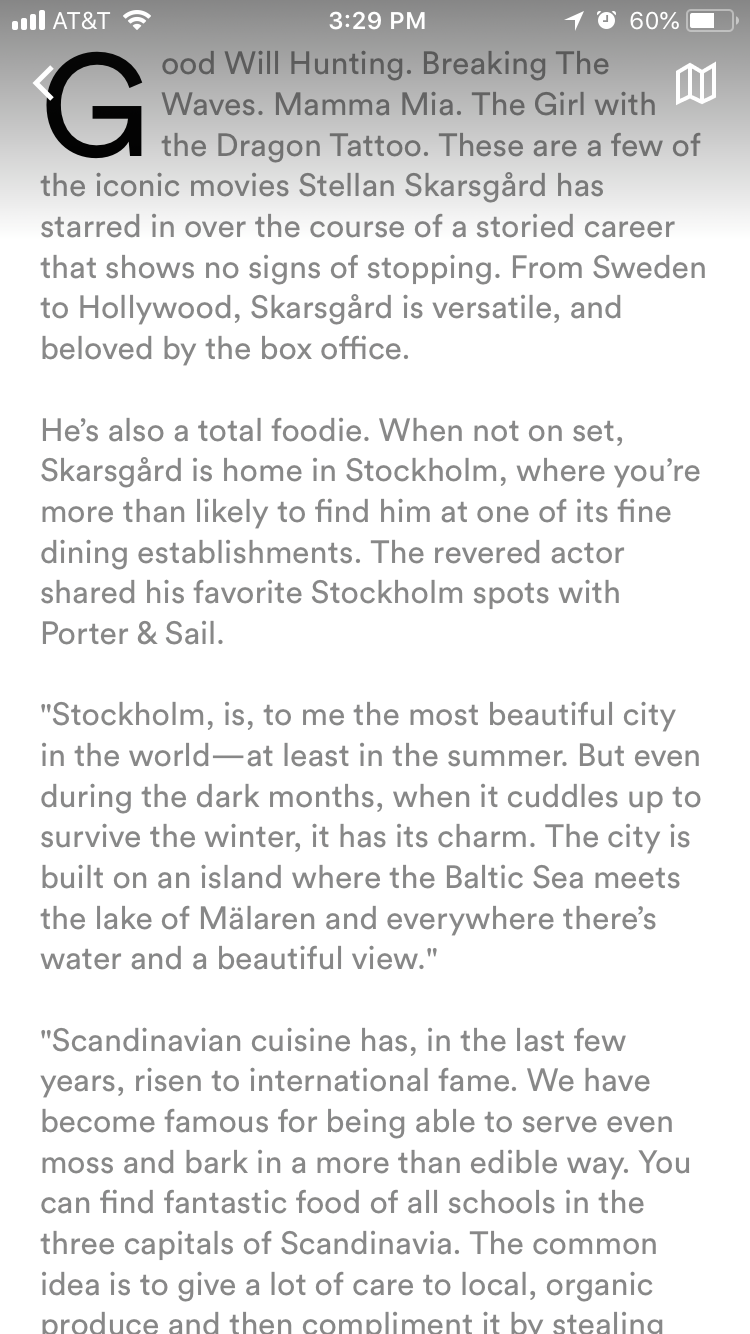 AT&T 3:29 PM 60%
Good Will Hunting. Breaking The
Waves. Mamma Mia. The Girl with
the Dragon Tattoo. These are a few of
the iconic movies Stellan Skarsgård has
starred in over the course of a storied career
that shows no signs of stopping. From Sweden
to Hollywood, Skarsgård is versatile, and
beloved by the box office.
He’s also a total foodie. When not on set,
Skarsgård is home in Stockholm, where you’re
more than likely to find him at one of its fine
dining establishments. The revered actor
shared his favorite Stockholm spots with
Porter & Sail.
"Stockholm, is, to me the most beautiful city
in the world—at least in the summer. But even
during the dark months, when it cuddles up to
survive the winter, it has its charm. The city is
built on an island where the Baltic Sea meets
the lake of Mälaren and everywhere there’s
water and a beautiful view."
"Scandinavian cuisine has, in the last few
years, risen to international fame. We have
become famous for being able to serve even
moss and bark in a more than edible way. You
can find fantastic food of all schools in the
three capitals of Scandinavia. The common
idea is to give a lot of care to local, organic
produce and then compliment it by stealing